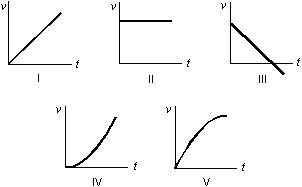 v v v
t t t
I II III
v v
t t
IV V